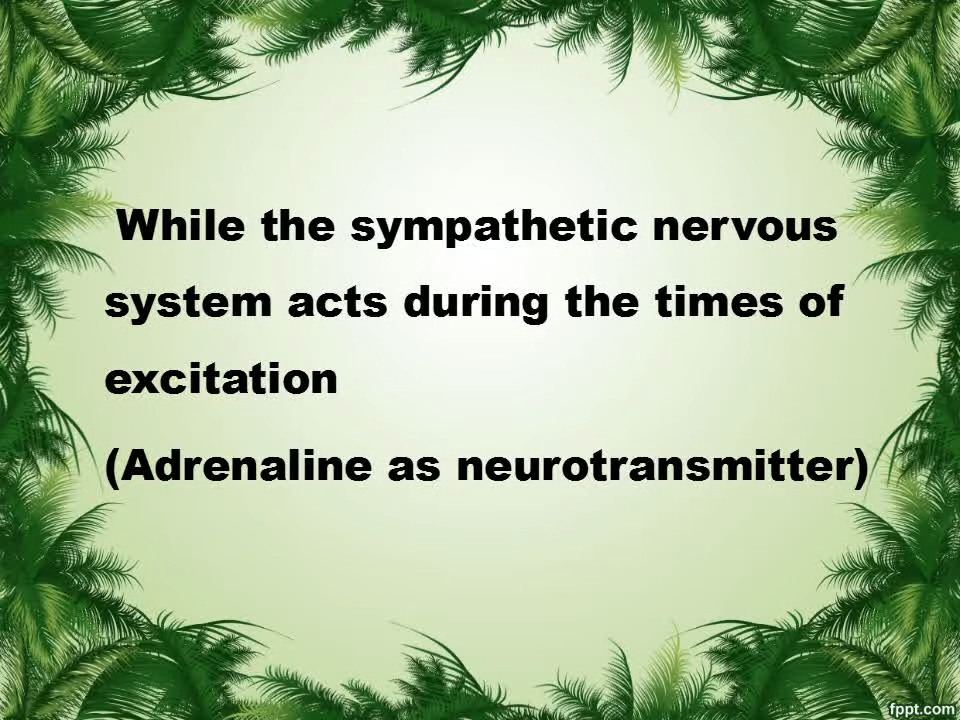 While the sympathetic nervous
system acts during the times of
excitation
(Adrenaline as neurotransmitter)
fppt.com